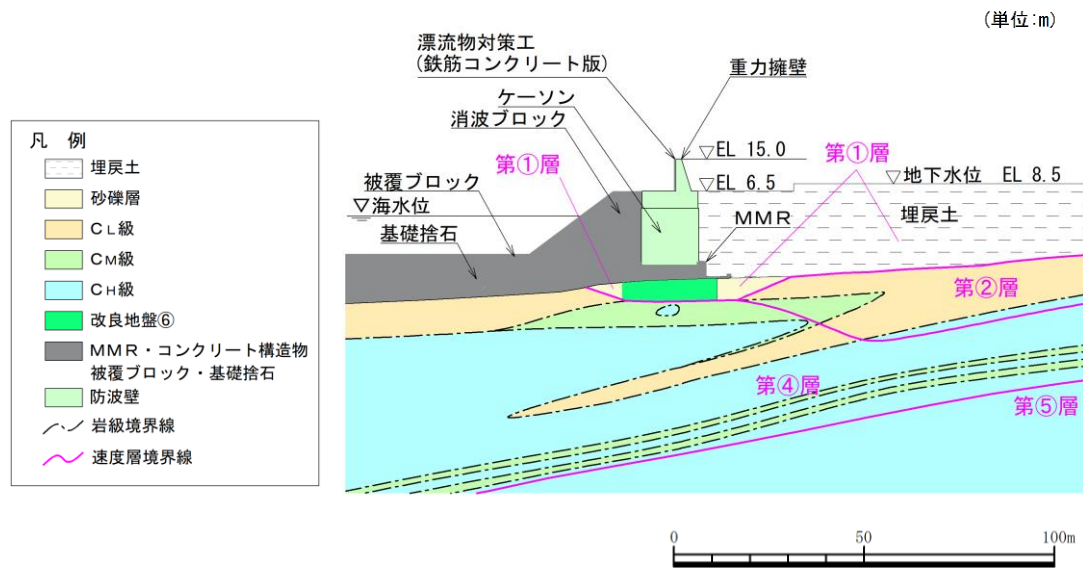 (単位:m)
漂流物対策工
(鉄筋コンクリート版)
重力擁壁
ケーソン
消波ブロック
第①層
▽EL 15.0
第①層
被覆ブロック
▽EL 6.5
▽地下水位 EL 8.5
▽海水位
MMR
埋戻土
基礎捨石
第②層
第④層
第⑤層
凡 例
埋戻土
砂礫層
CL級
CM級
CH級
改良地盤⑥
MMR・コンクリート構造物
被覆ブロック・基礎捨石
防波壁
岩級境界線
速度層境界線
0 50 100m